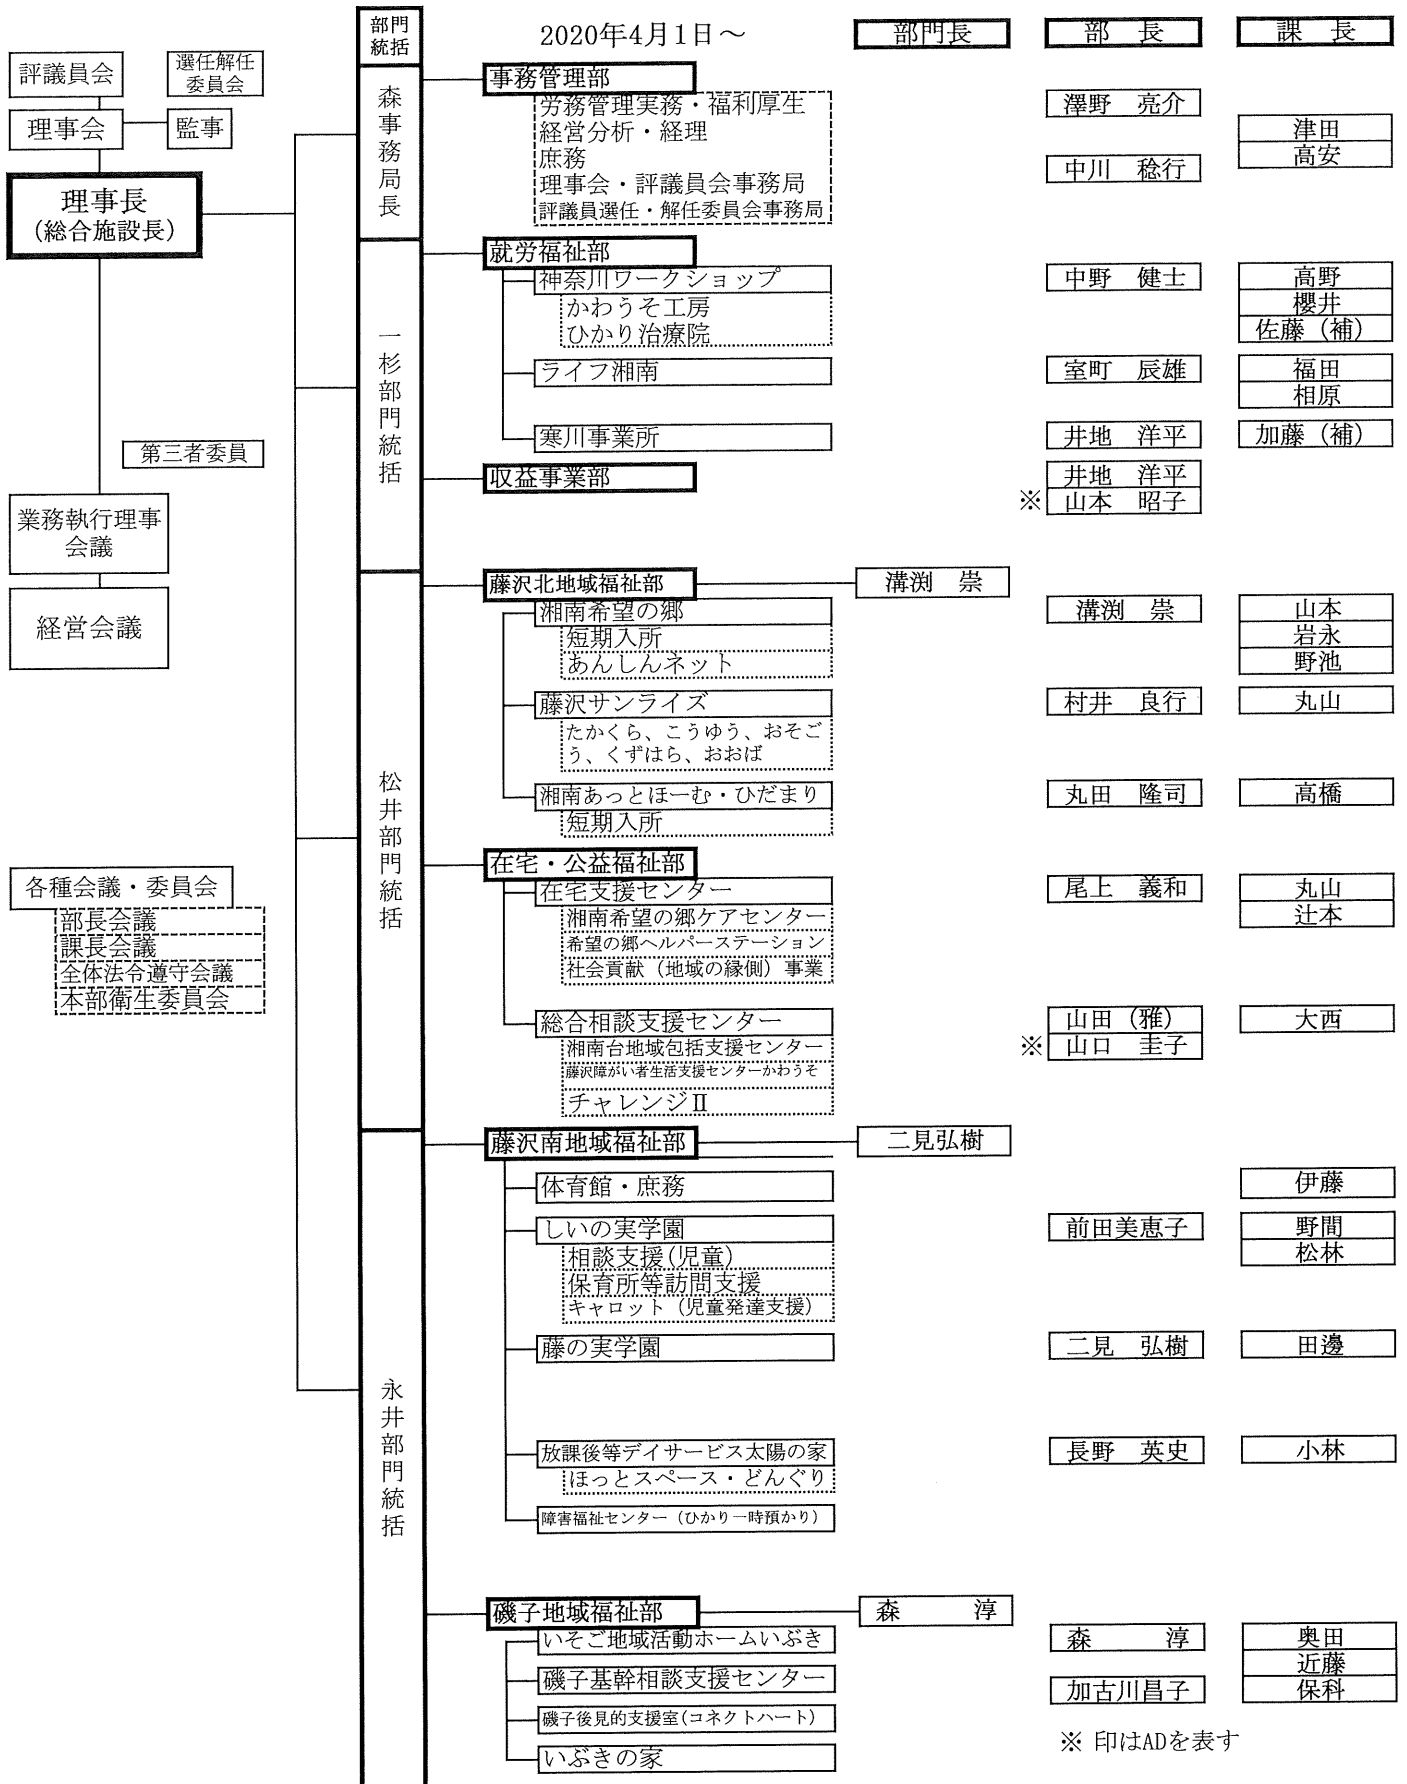 部門
統括
2020年4月1日～
部門長
部　長
課　長
評議員会
選任解任
委員会
理事会
監事
理事長
(総合施設長)
第三者委員
業務執行理事
会議
経営会議
各種会議・委員会
部長会議
課長会議
全体法令遵守会議
本部衛生委員会
森事務局長
事務管理部
労務管理実務・福利厚生
経営分析・経理
庶務
理事会・評議員会事務局
評議員選任・解任委員会事務局
澤野　亮介
中川　稔行
津田
高安
一杉部門統括
就労福祉部
神奈川ワークショップ
かわうそ工房
ひかり治療院
中野　健士
高野
櫻井
佐藤（補）
ライフ湘南
室町　辰雄
福田
相原
寒川事業所
井地　洋平
加藤（補）
収益事業部
井地　洋平
※ 山本　昭子
松井部門統括
藤沢北地域福祉部
溝渕　崇
湘南希望の郷
短期入所
あんしんネット
溝渕　崇
山本
岩永
野池
藤沢サンライズ
たかくら、こうゆう、おそご
う、くずはら、おおば
村井　良行
丸山
湘南あっとほーむ・ひだまり
短期入所
丸田　隆司
高橋
在宅・公益福祉部
在宅支援センター
湘南希望の郷ケアセンター
希望の郷ヘルパーステーション
社会貢献（地域の縁側）事業
尾上　義和
丸山
辻本
総合相談支援センター
湘南台地域包括支援センター
藤沢障がい者生活支援センターかわうそ
チャレンジⅡ
山田（雅）
※ 山口　圭子
大西
永井部門統括
藤沢南地域福祉部
二見弘樹
体育館・庶務
伊藤
しいの実学園
相談支援(児童)
保育所等訪問支援
キャロット（児童発達支援）
前田美恵子
野間
松林
藤の実学園
二見　弘樹
田邊
放課後等デイサービス太陽の家
ほっとスペース・どんぐり
長野　英史
小林
障害福祉センター（ひかり一時預かり）
磯子地域福祉部
森　　　淳
いそご地域活動ホームいぶき
磯子基幹相談支援センター
磯子後見的支援室(コネクトハート)
いぶきの家
森　　　淳
加古川昌子
奥田
近藤
保科
※ 印はADを表す